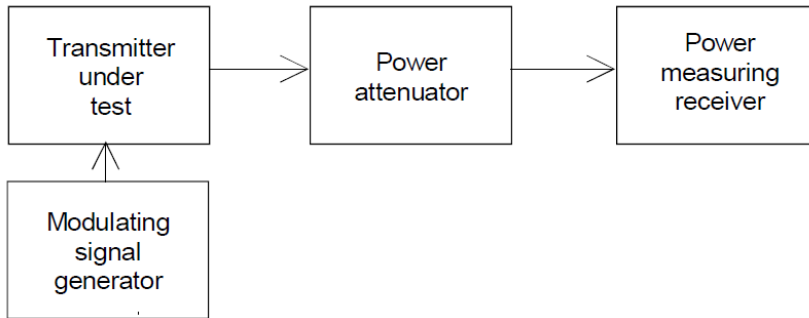 Transmitter
under
test
Power
attenuator
Power
measuring
receiver
Modulating
signal
generator